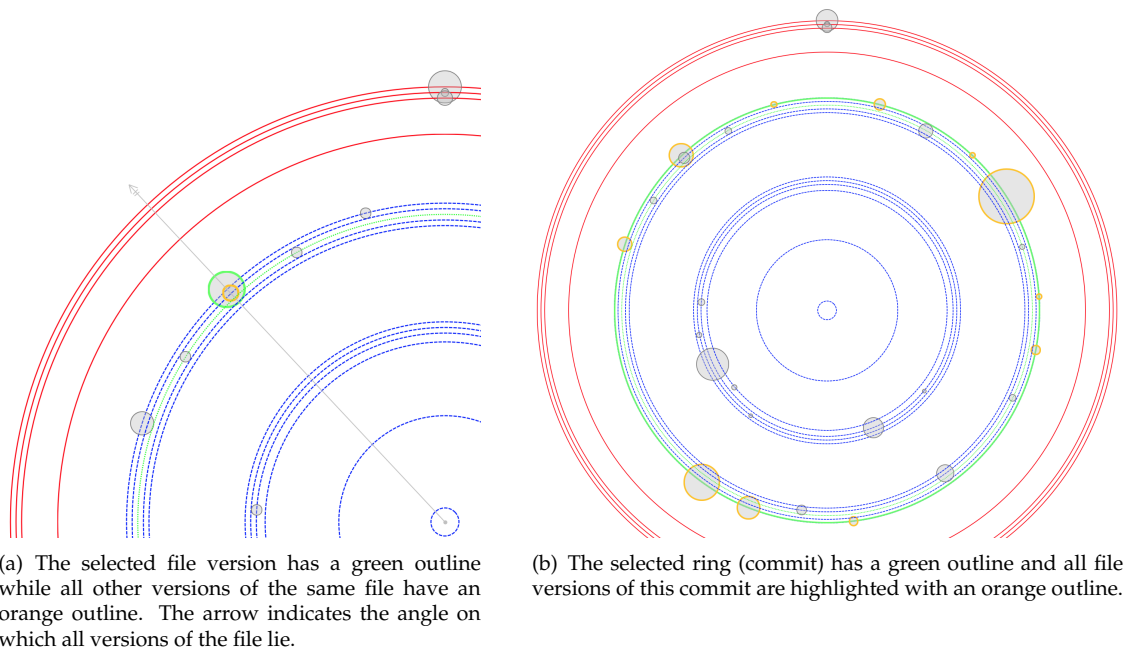 (a) The selected file version has a green outline
while all other versions of the same file have an
orange outline. The arrow indicates the angle on
which all versions of the file lie.
(b) The selected ring (commit) has a green outline and all file
versions of this commit are highlighted with an orange outline.